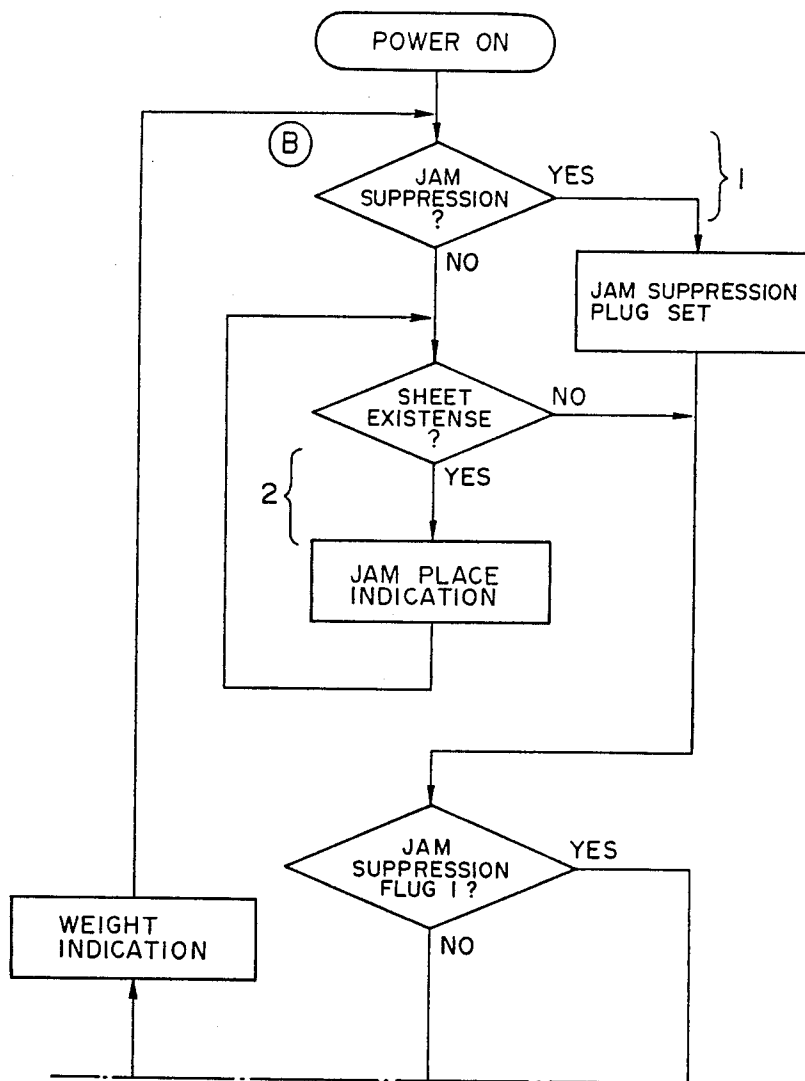 POWER ON
B
JAM
SUPPRESSION
?
YES
1
NO
JAM SUPPRESSION
PLUG SET
SHEET
EXISTENSE
?
NO
YES
2
JAM PLACE
INDICATION
JAM
SUPPRESSION
FLUG 1 ?
YES
NO
WEIGHT
INDICATION